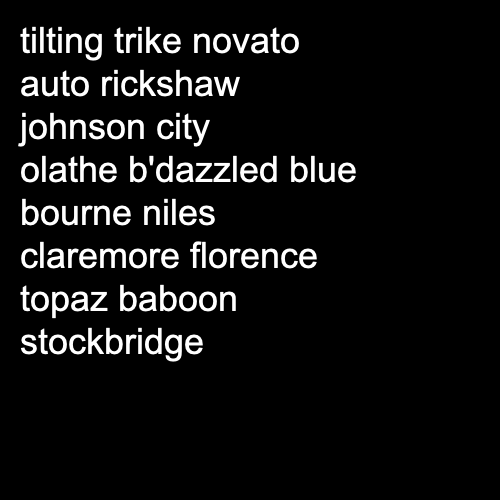 tilting trike novato
auto rickshaw
johnson city
olathe b'dazzled blue
bourne niles
claremore florence
topaz baboon
stockbridge